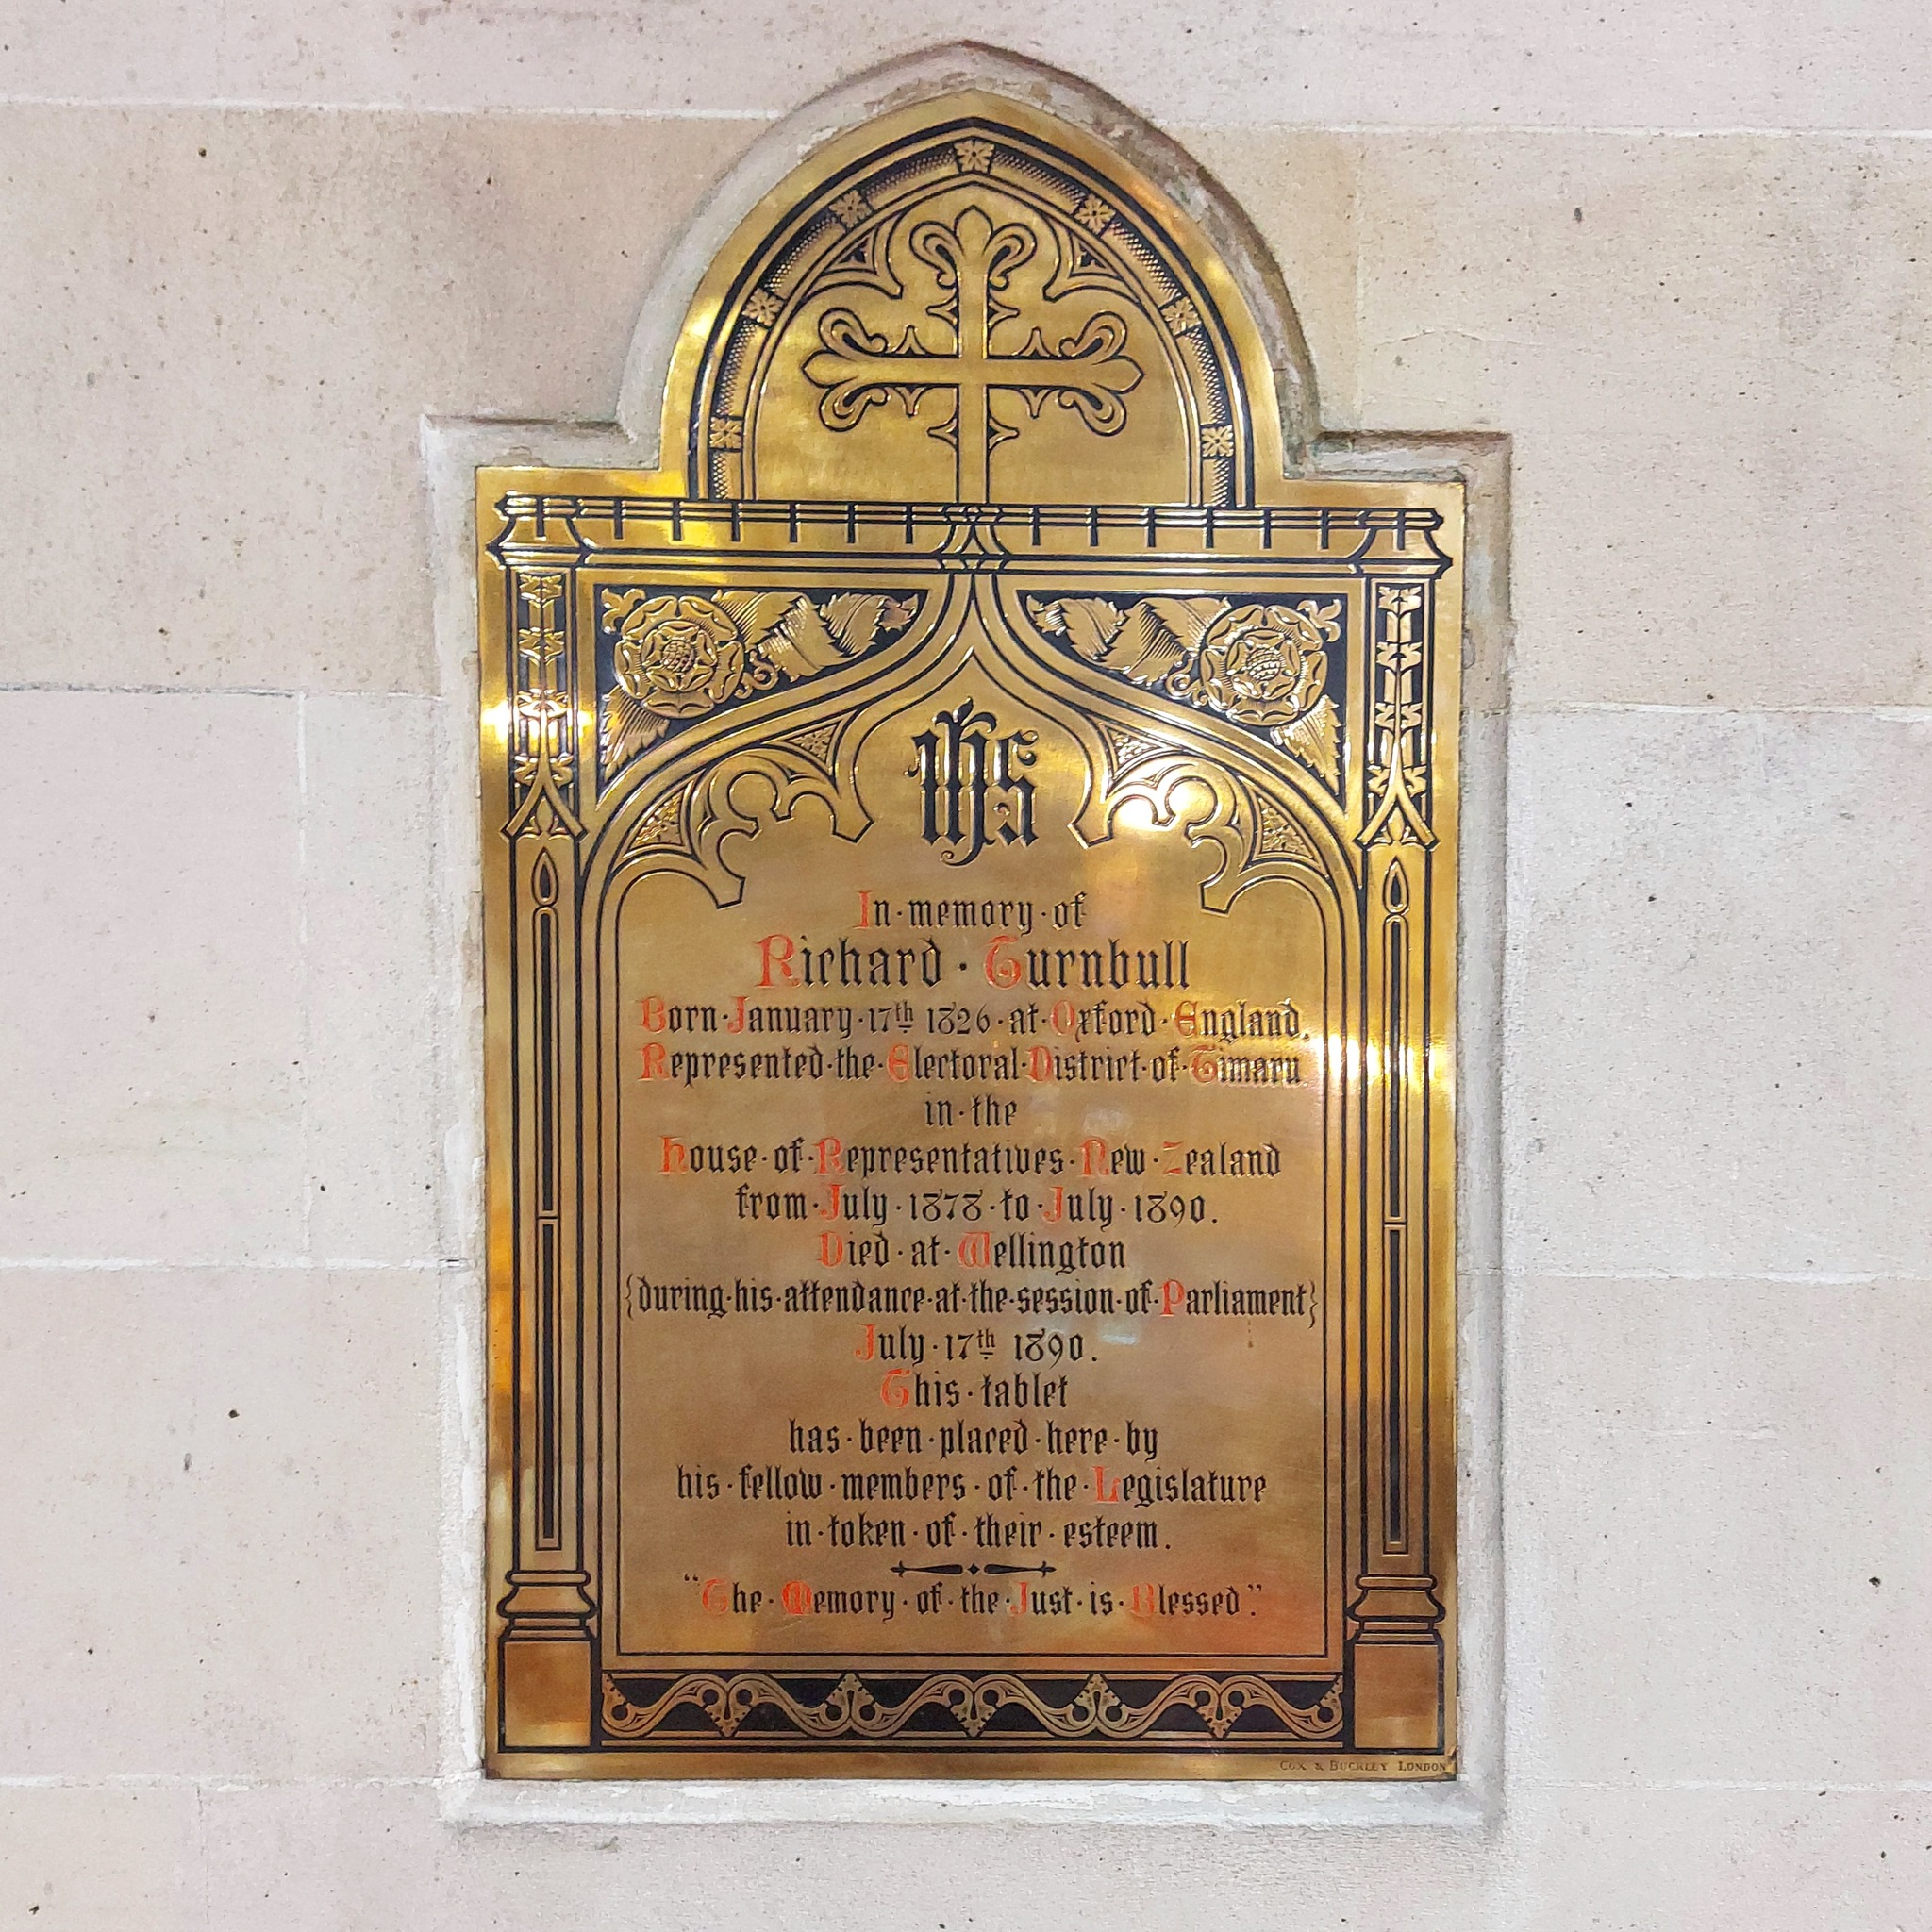 ihs
In·memory·of
Richard·Turnbull
Born·January·17th 1826·at·Oxford·England.
Represented·the·Electoral·District·of·Timaru
in·the
House·of·Representatives·New·Zealand
from·July·1878·to·July·1890.
Died·at·Wellington
{during·his·attendance·at·the·session·of·Parliament}
July·17th 1890.
This·tablet
has·been·placed·here·by
his·fellow·members·of·the·Legislature
in·token·of·their·esteem.
"The·Memory·of·the·Just·is·Blessed."
COX & BUCKLEY LONDON